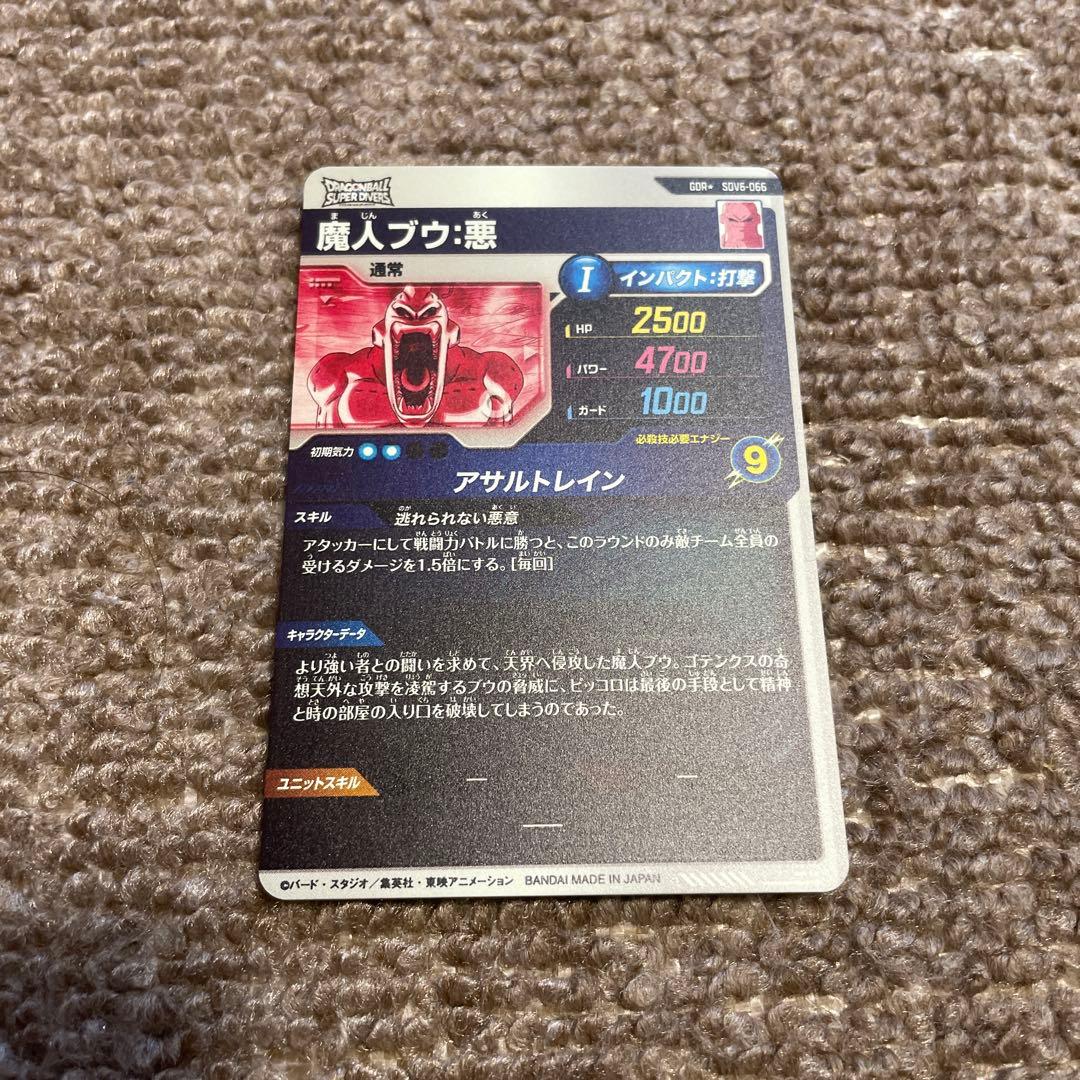 DRAGONBALL
SUPER DIVERS
GDR★ SDV6-066
魔人ブウ:悪
ま じん あく
通常
I インパクト:打撃
HP 2500
パワー 4700
ガード 1000
初期気力
必殺技必要エナジー
9
アサルトレイン
スキル 逃れられない悪意
アタッカーにして戦闘力バトルに勝つと、このラウンドのみ敵チーム全員の
受けるダメージを1.5倍にする。[毎回]
キャラクターデータ
より強い者との闘いを求めて、天界へ侵攻した魔人ブウ。ゴテンクスの奇
想天外な攻撃を凌駕するブウの脅威に、ピッコロは最後の手段として精神
と時の部屋の入り口を破壊してしまうのであった。
ユニットスキル — —
—
©バード・スタジオ／集英社・東映アニメーション BANDAI MADE IN JAPAN